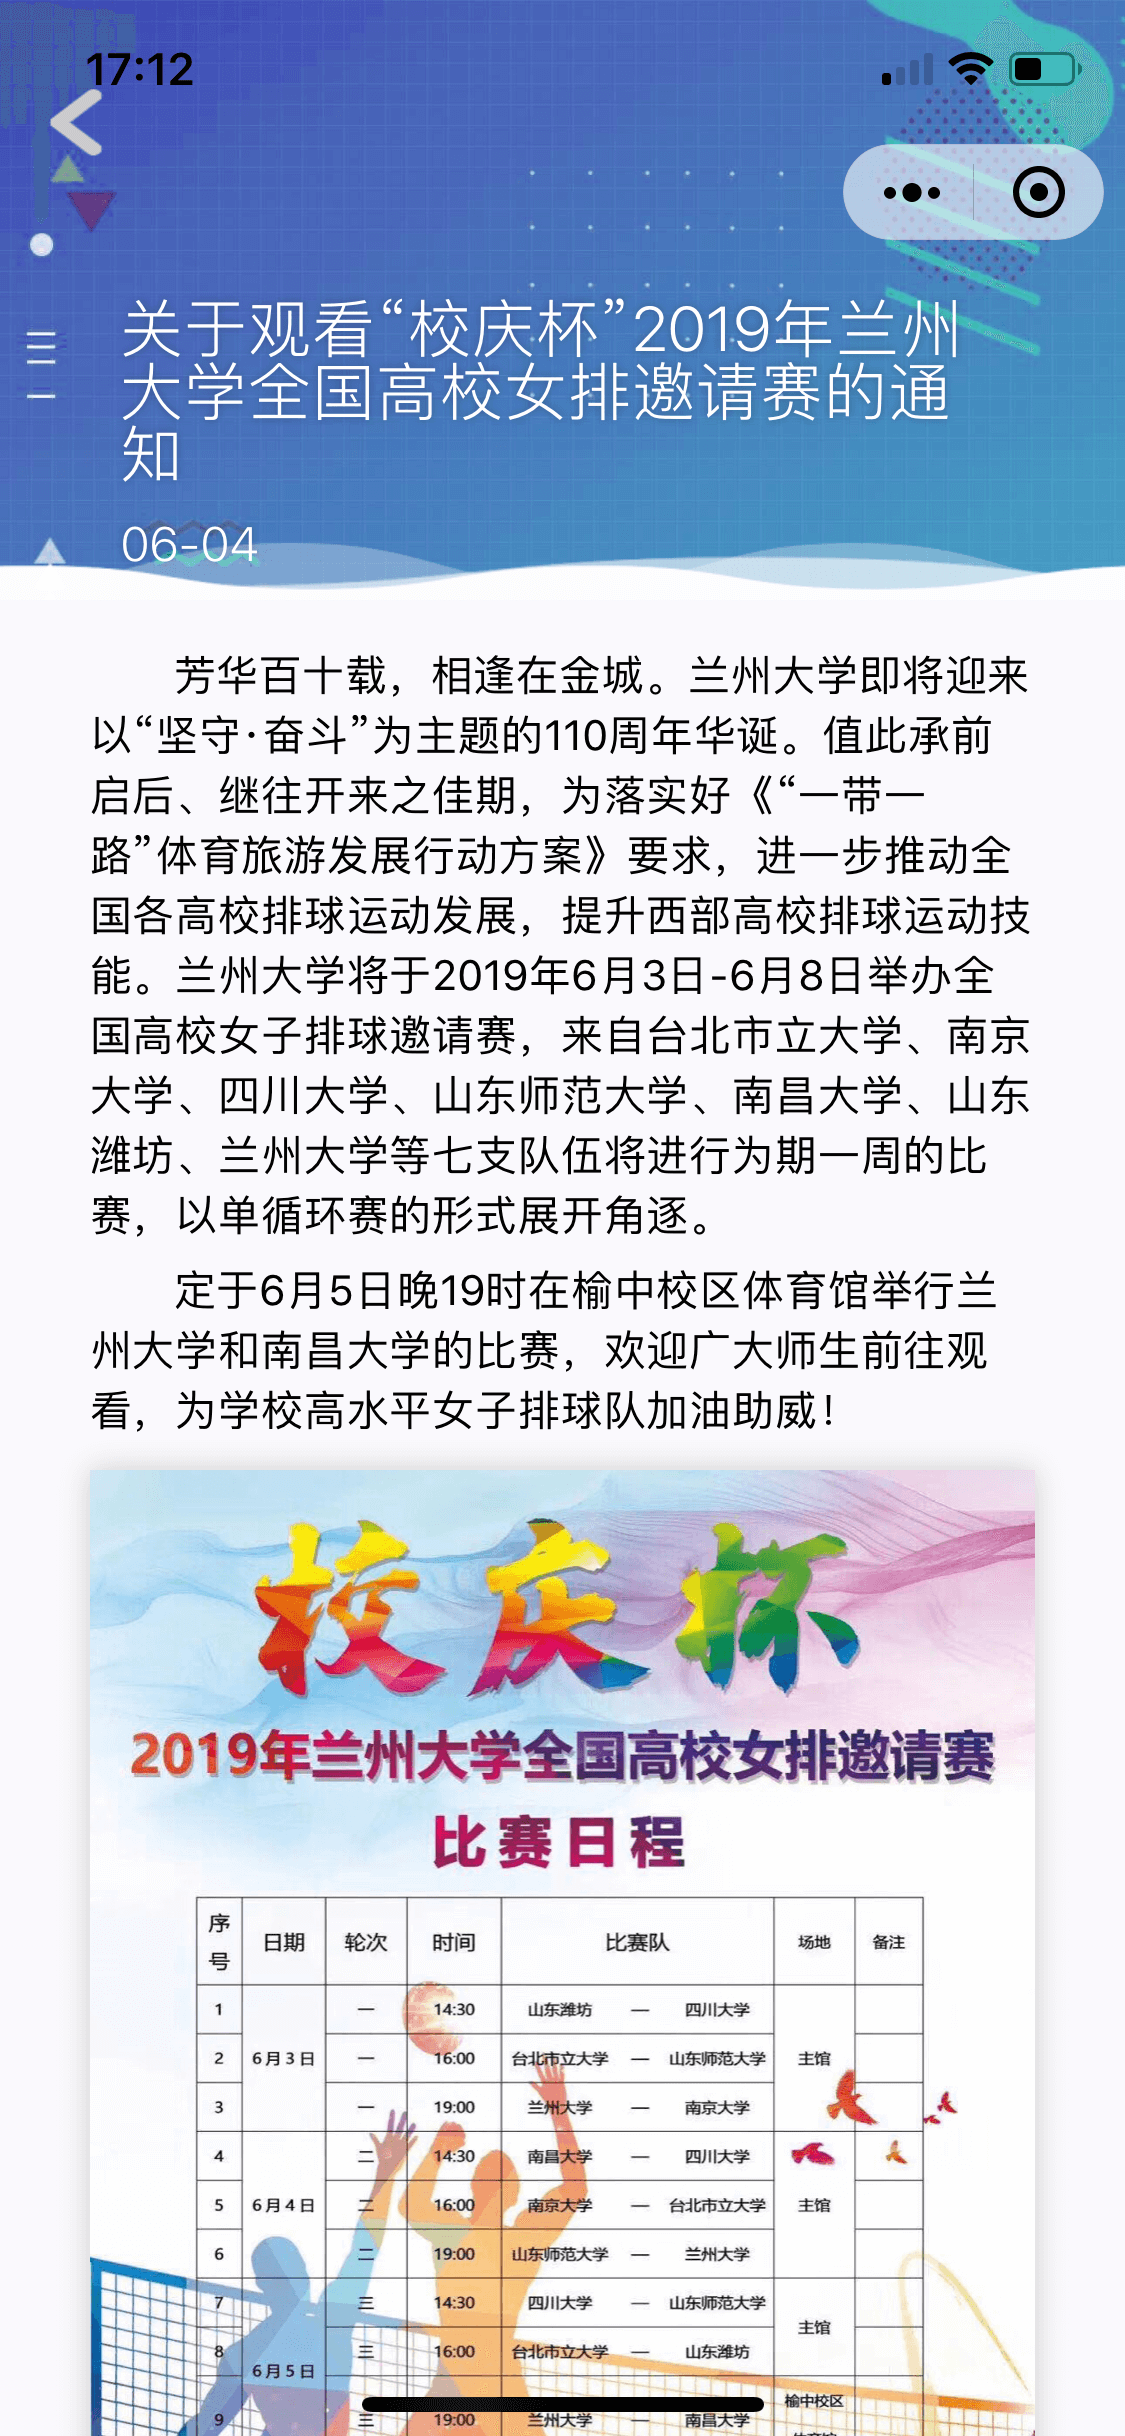 17:12
关于观看“校庆杯”2019年兰州
大学全国高校女排邀请赛的通
知
06-04
芳华百十载，相逢在金城。兰州大学即将迎来
以“坚守·奋斗”为主题的110周年华诞。值此承前
启后、继往开来之佳期，为落实好《“一带一
路”体育旅游发展行动方案》要求，进一步推动全
国各高校排球运动发展，提升西部高校排球运动技
能。兰州大学将于2019年6月3日-6月8日举办全
国高校女子排球邀请赛，来自台北市立大学、南京
大学、四川大学、山东师范大学、南昌大学、山东
潍坊、兰州大学等七支队伍将进行为期一周的比
赛，以单循环赛的形式展开角逐。
定于6月5日晚19时在榆中校区体育馆举行兰
州大学和南昌大学的比赛，欢迎广大师生前往观
看，为学校高水平女子排球队加油助威！
校庆杯
2019年兰州大学全国高校女排邀请赛
比赛日程
序号 日期 轮次 时间 比赛队 场地 备注
1 一 14:30 山东潍坊 — 四川大学
2 6月3日 一 16:00 台北市立大学 — 山东师范大学 主馆
3 一 19:00 兰州大学 — 南京大学
4 二 14:30 南昌大学 — 四川大学
5 6月4日 二 16:00 南京大学 — 台北市立大学 主馆
6 二 19:00 山东师范大学 — 兰州大学
7 三 14:30 四川大学 — 山东师范大学
主馆
8 三 16:00 台北市立大学 — 山东潍坊
6月5日
榆中校区
9 三 19:00 兰州大学 — 南昌大学